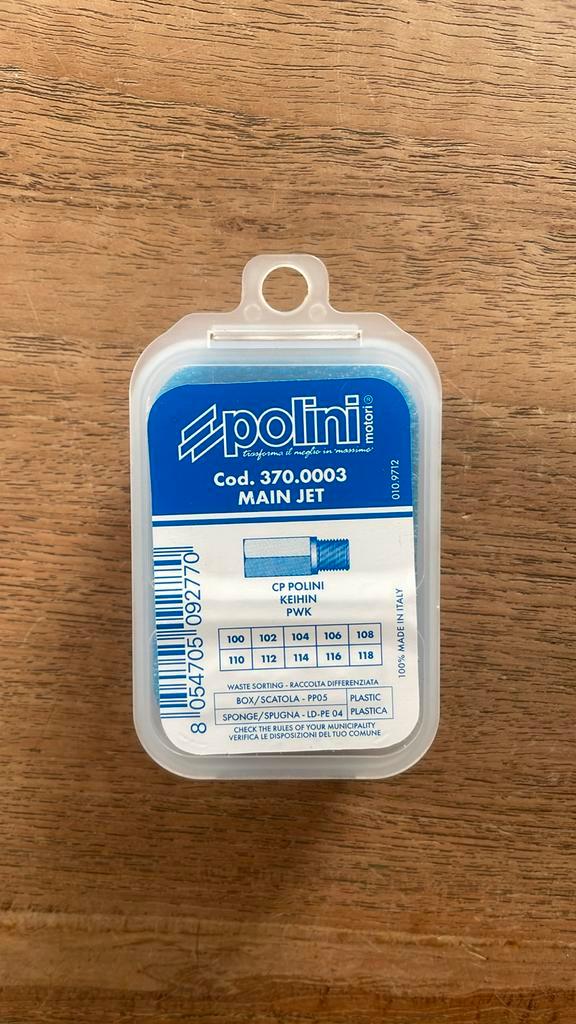 polini
motori®
trasforma il meglio in "massimo"
Cod. 370.0003
MAIN JET
010.9712
CP POLINI
KEIHIN
PWK
100 102 104 106 108
110 112 114 116 118
100% MADE IN ITALY
8 054705 092770
WASTE SORTING - RACCOLTA DIFFERENZIATA
BOX/SCATOLA - PP05 PLASTIC
SPONGE/SPUGNA - LD-PE 04 PLASTICA
CHECK THE RULES OF YOUR MUNICIPALITY
VERIFICA LE DISPOSIZIONI DEL TUO COMUNE